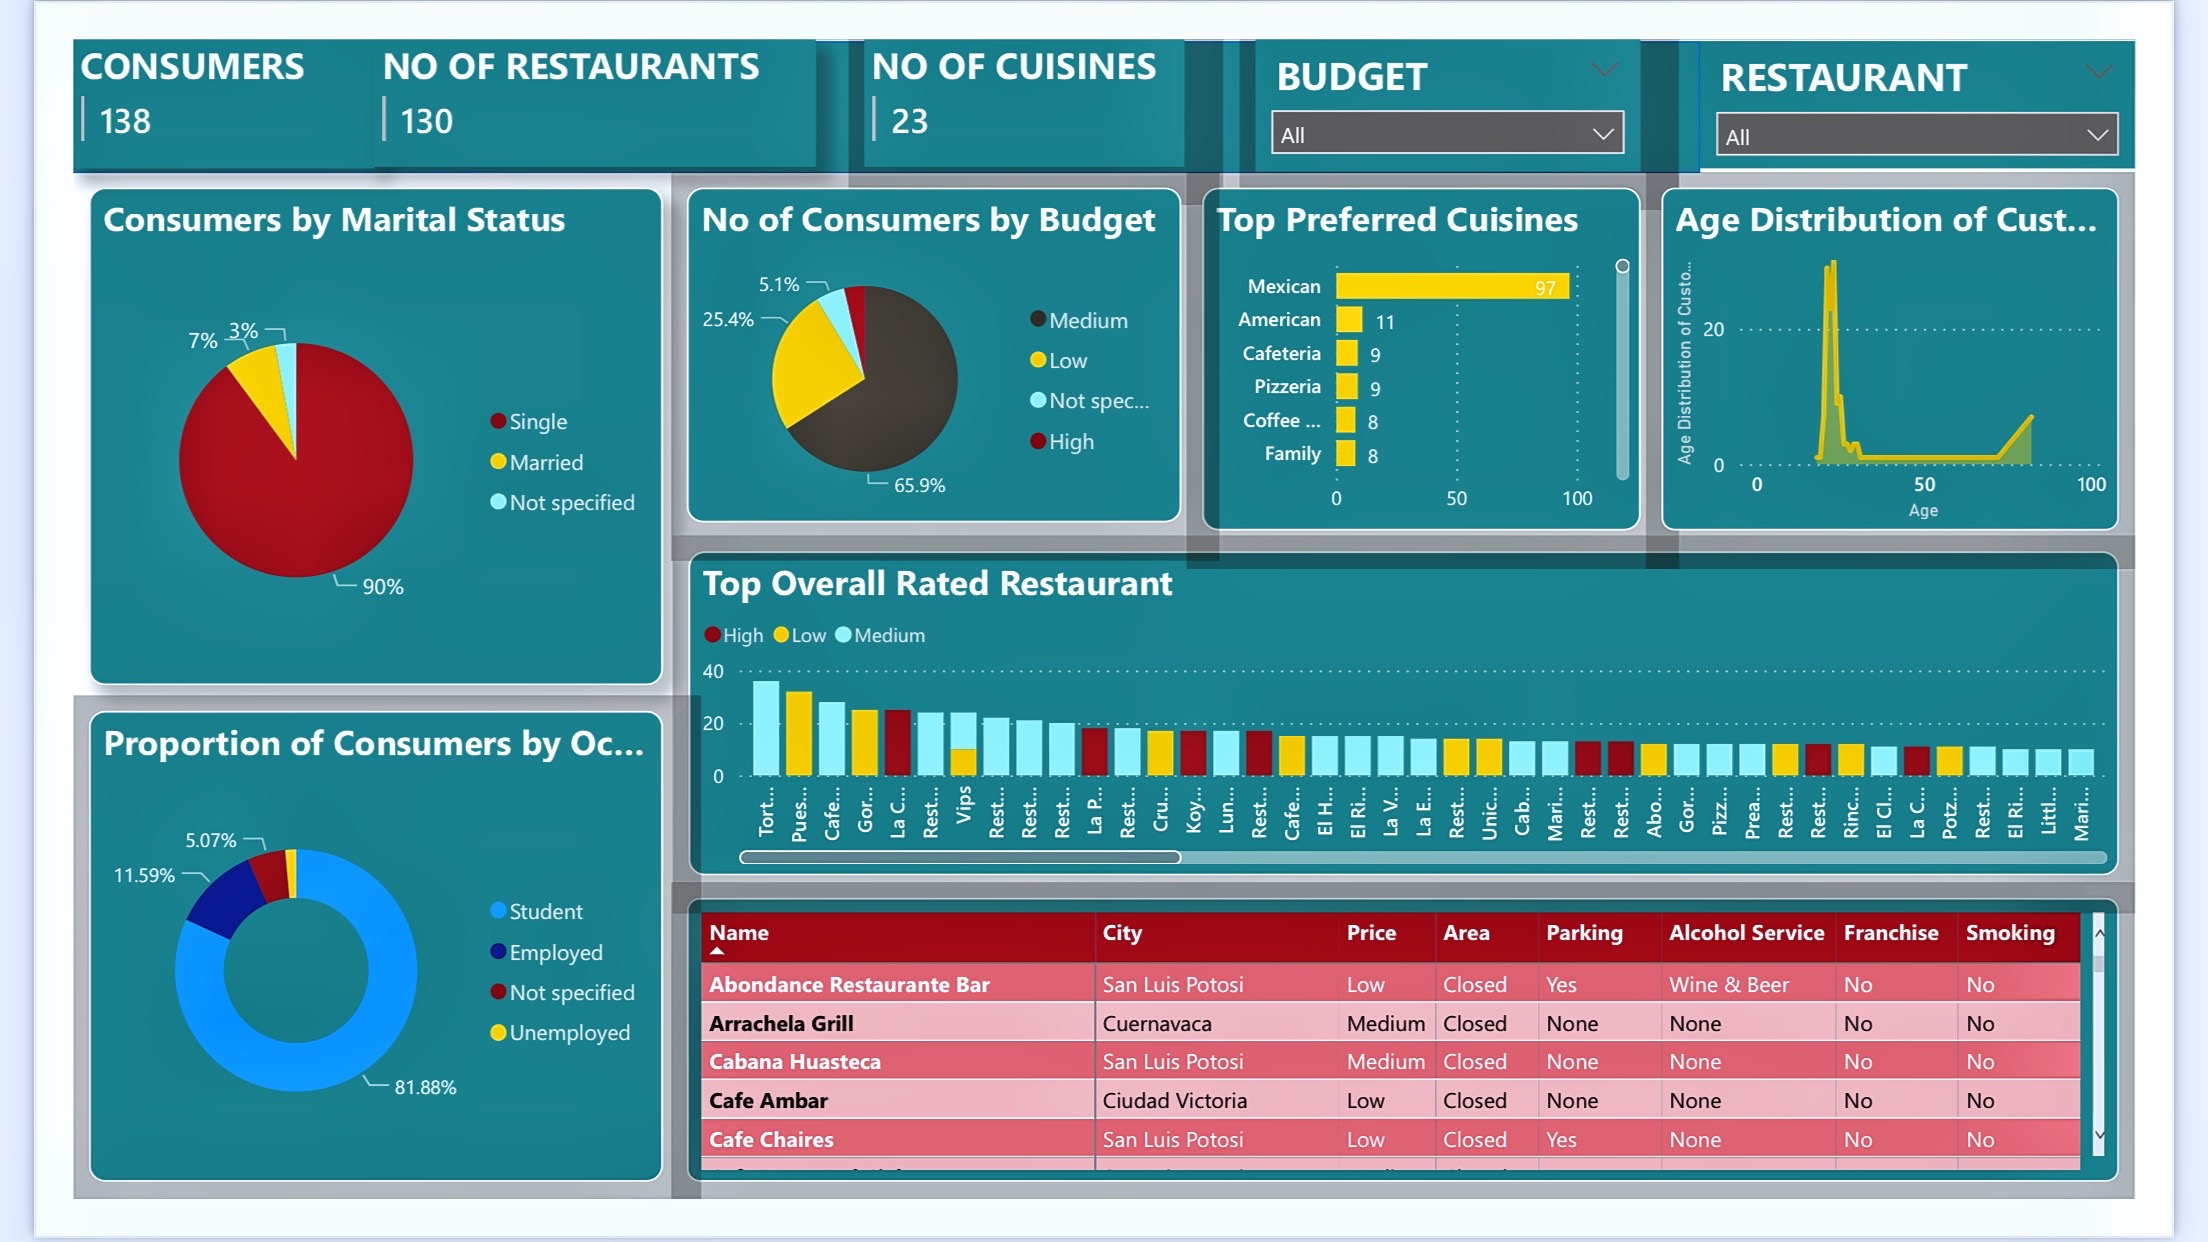 CONSUMERS
138
NO OF RESTAURANTS
130
NO OF CUISINES
23
BUDGET
All
RESTAURANT
All
Consumers by Marital Status
7%
3%
90%
Single
Married
Not specified
No of Consumers by Budget
5.1%
25.4%
65.9%
Medium
Low
Not spec...
High
Top Preferred Cuisines
Mexican 97
American 11
Cafeteria 9
Pizzeria 9
Coffee ... 8
Family 8
0 50 100
Age Distribution of Cust...
Age Distribution of Custo...
20
0
0 50 100
Age
Proportion of Consumers by Oc...
5.07%
11.59%
81.88%
Student
Employed
Not specified
Unemployed
Top Overall Rated Restaurant
High Low Medium
40
20
0
Tort... Pues... Cafe... Gor... La C... Rest... Vips Rest... Rest... Rest... La P... Rest... Cru... Koy... Lun... Rest... Cafe... El H... El Ri... La V... La E... Rest... Unic... Cab... Mari... Rest... Rest... Abo... Gor... Pizz... Prea... Rest... Rest... Rinc... El Cl... La C... Potz... Rest... El Ri... Littl... Mari...
Name City Price Area Parking Alcohol Service Franchise Smoking
Abondance Restaurante Bar San Luis Potosi Low Closed Yes Wine & Beer No No
Arrachela Grill Cuernavaca Medium Closed None None No No
Cabana Huasteca San Luis Potosi Medium Closed None None No No
Cafe Ambar Ciudad Victoria Low Closed None None No No
Cafe Chaires San Luis Potosi Low Closed Yes None No No